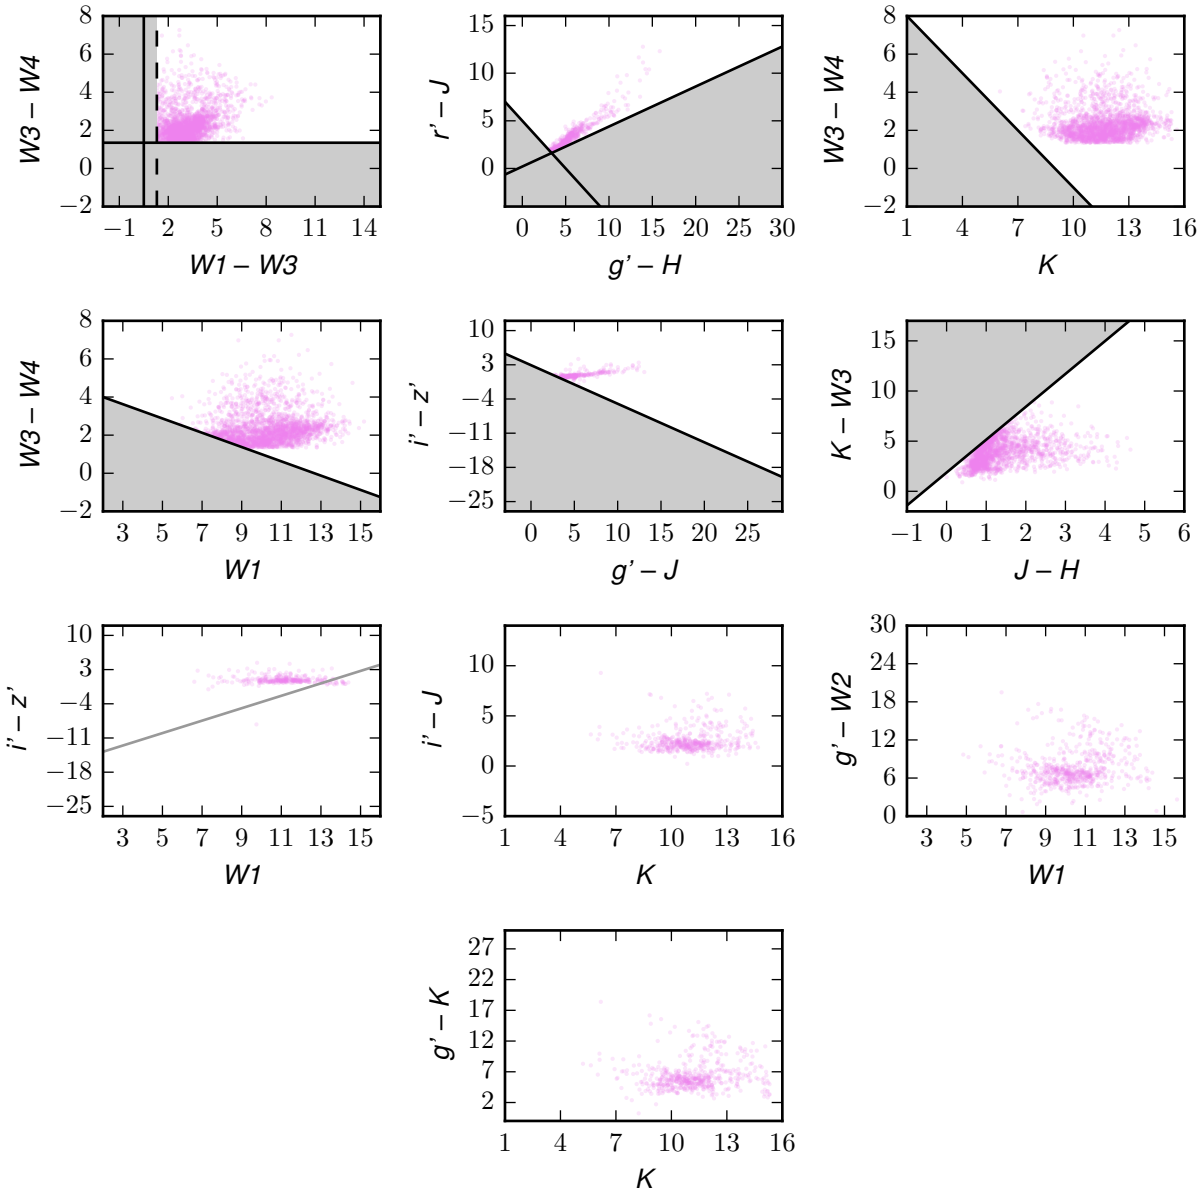 8 6 4 2 0 −2
W3 – W4
−1 2 5 8 11 14
W1 – W3
15 10 5 0
r' – J
0 5 10 15 20 25 30
g' – H
8 6 4 2 0 −2
W3 – W4
1 4 7 10 13 16
K
8 6 4 2 0 −2
W3 – W4
3 5 7 9 11 13 15
W1
10 3 −4 −11 −18 −25
i' – z'
0 5 10 15 20 25
g' – J
15 10 5 0
K – W3
−1 0 1 2 3 4 5 6
J – H
10 3 −4 −11 −18 −25
i' – z'
3 5 7 9 11 13 15
W1
10 5 0 −5
i' – J
1 4 7 10 13 16
K
30 24 18 12 6 0
g' – W2
3 5 7 9 11 13 15
W1
27 22 17 12 7 2
g' – K
1 4 7 10 13 16
K